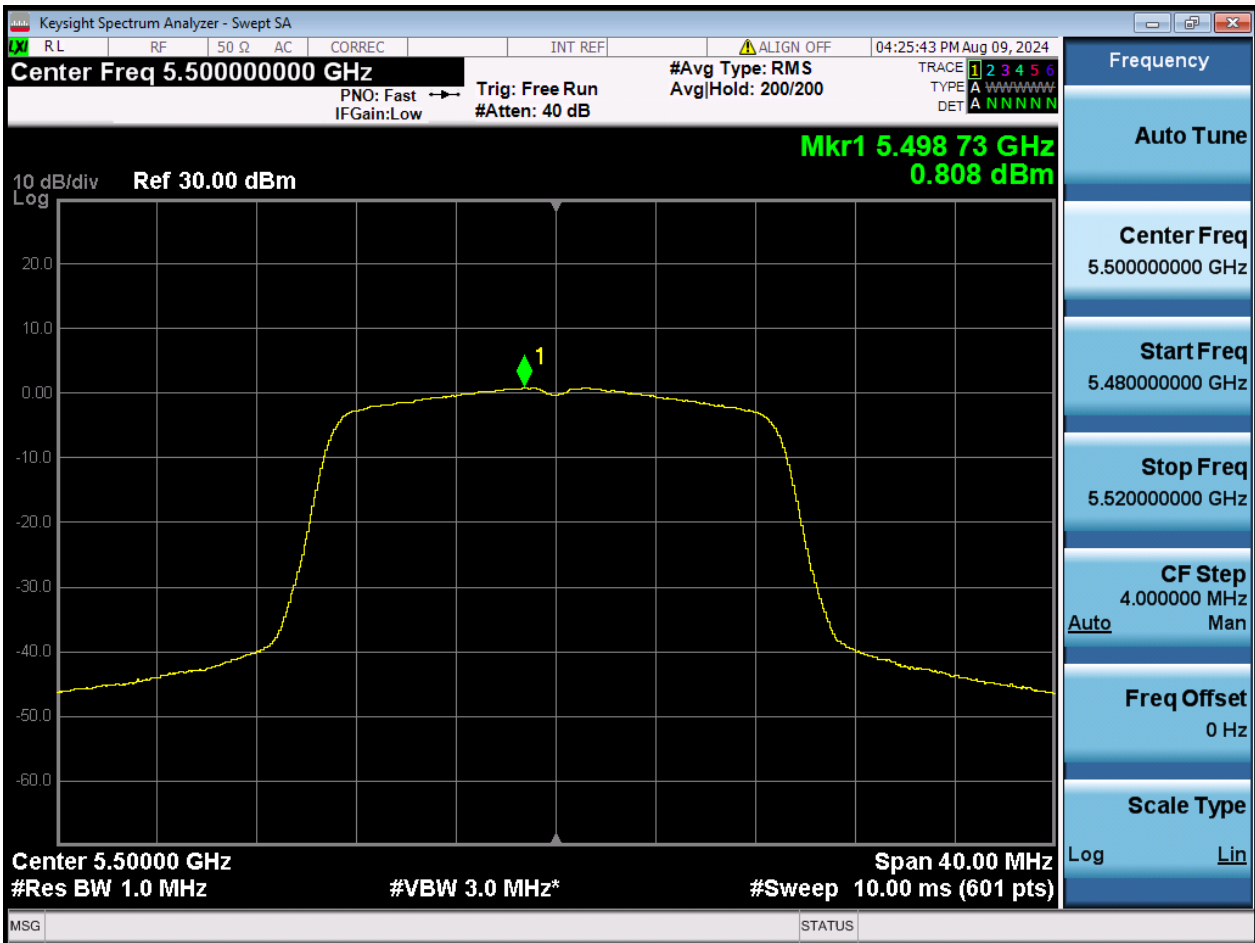 Keysight Spectrum Analyzer - Swept SA
LXI RL RF 50 Ω AC CORREC INT REF ALIGN OFF 04:25:43 PM Aug 09, 2024
Center Freq 5.500000000 GHz
PNO: Fast
IFGain:Low
Trig: Free Run
#Atten: 40 dB
#Avg Type: RMS
Avg|Hold: 200/200
TRACE 1 2 3 4 5 6
TYPE A WWWWW
DET A N N N N N
Mkr1 5.498 73 GHz
0.808 dBm
10 dB/div Ref 30.00 dBm
Log
20.0
10.0
1
0.00
-10.0
-20.0
-30.0
-40.0
-50.0
-60.0
Center 5.50000 GHz Span 40.00 MHz
#Res BW 1.0 MHz #VBW 3.0 MHz* #Sweep 10.00 ms (601 pts)
MSG STATUS
Frequency
Auto Tune
Center Freq
5.500000000 GHz
Start Freq
5.480000000 GHz
Stop Freq
5.520000000 GHz
CF Step
4.000000 MHz
Auto Man
Freq Offset
0 Hz
Scale Type
Log Lin